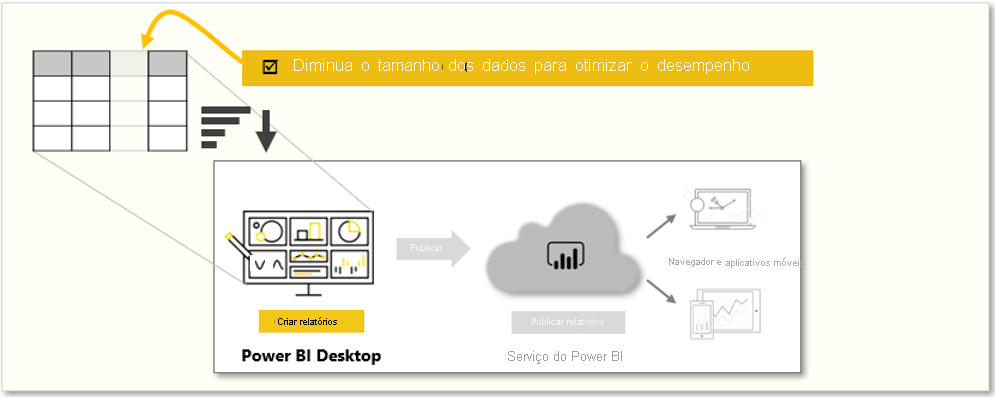 Diminua o tamanho dos dados para otimizar o desempenho
Publicar
Navegador e aplicativos móvei
Criar relatórios
Publicar relatórios
Power BI Desktop
Serviço do Power BI